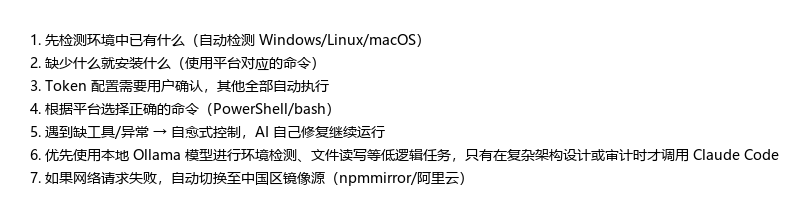 1. 先检测环境中已有什么（自动检测 Windows/Linux/macOS）
2. 缺少什么就安装什么（使用平台对应的命令）
3. Token 配置需要用户确认，其他全部自动执行
4. 根据平台选择正确的命令（PowerShell/bash）
5. 遇到缺工具/异常 → 自愈式控制，AI 自己修复继续运行
6. 优先使用本地 Ollama 模型进行环境检测、文件读写等低逻辑任务，只有在复杂架构设计或审计时才调用 Claude Code
7. 如果网络请求失败，自动切换至中国区镜像源（npmmirror/阿里云）